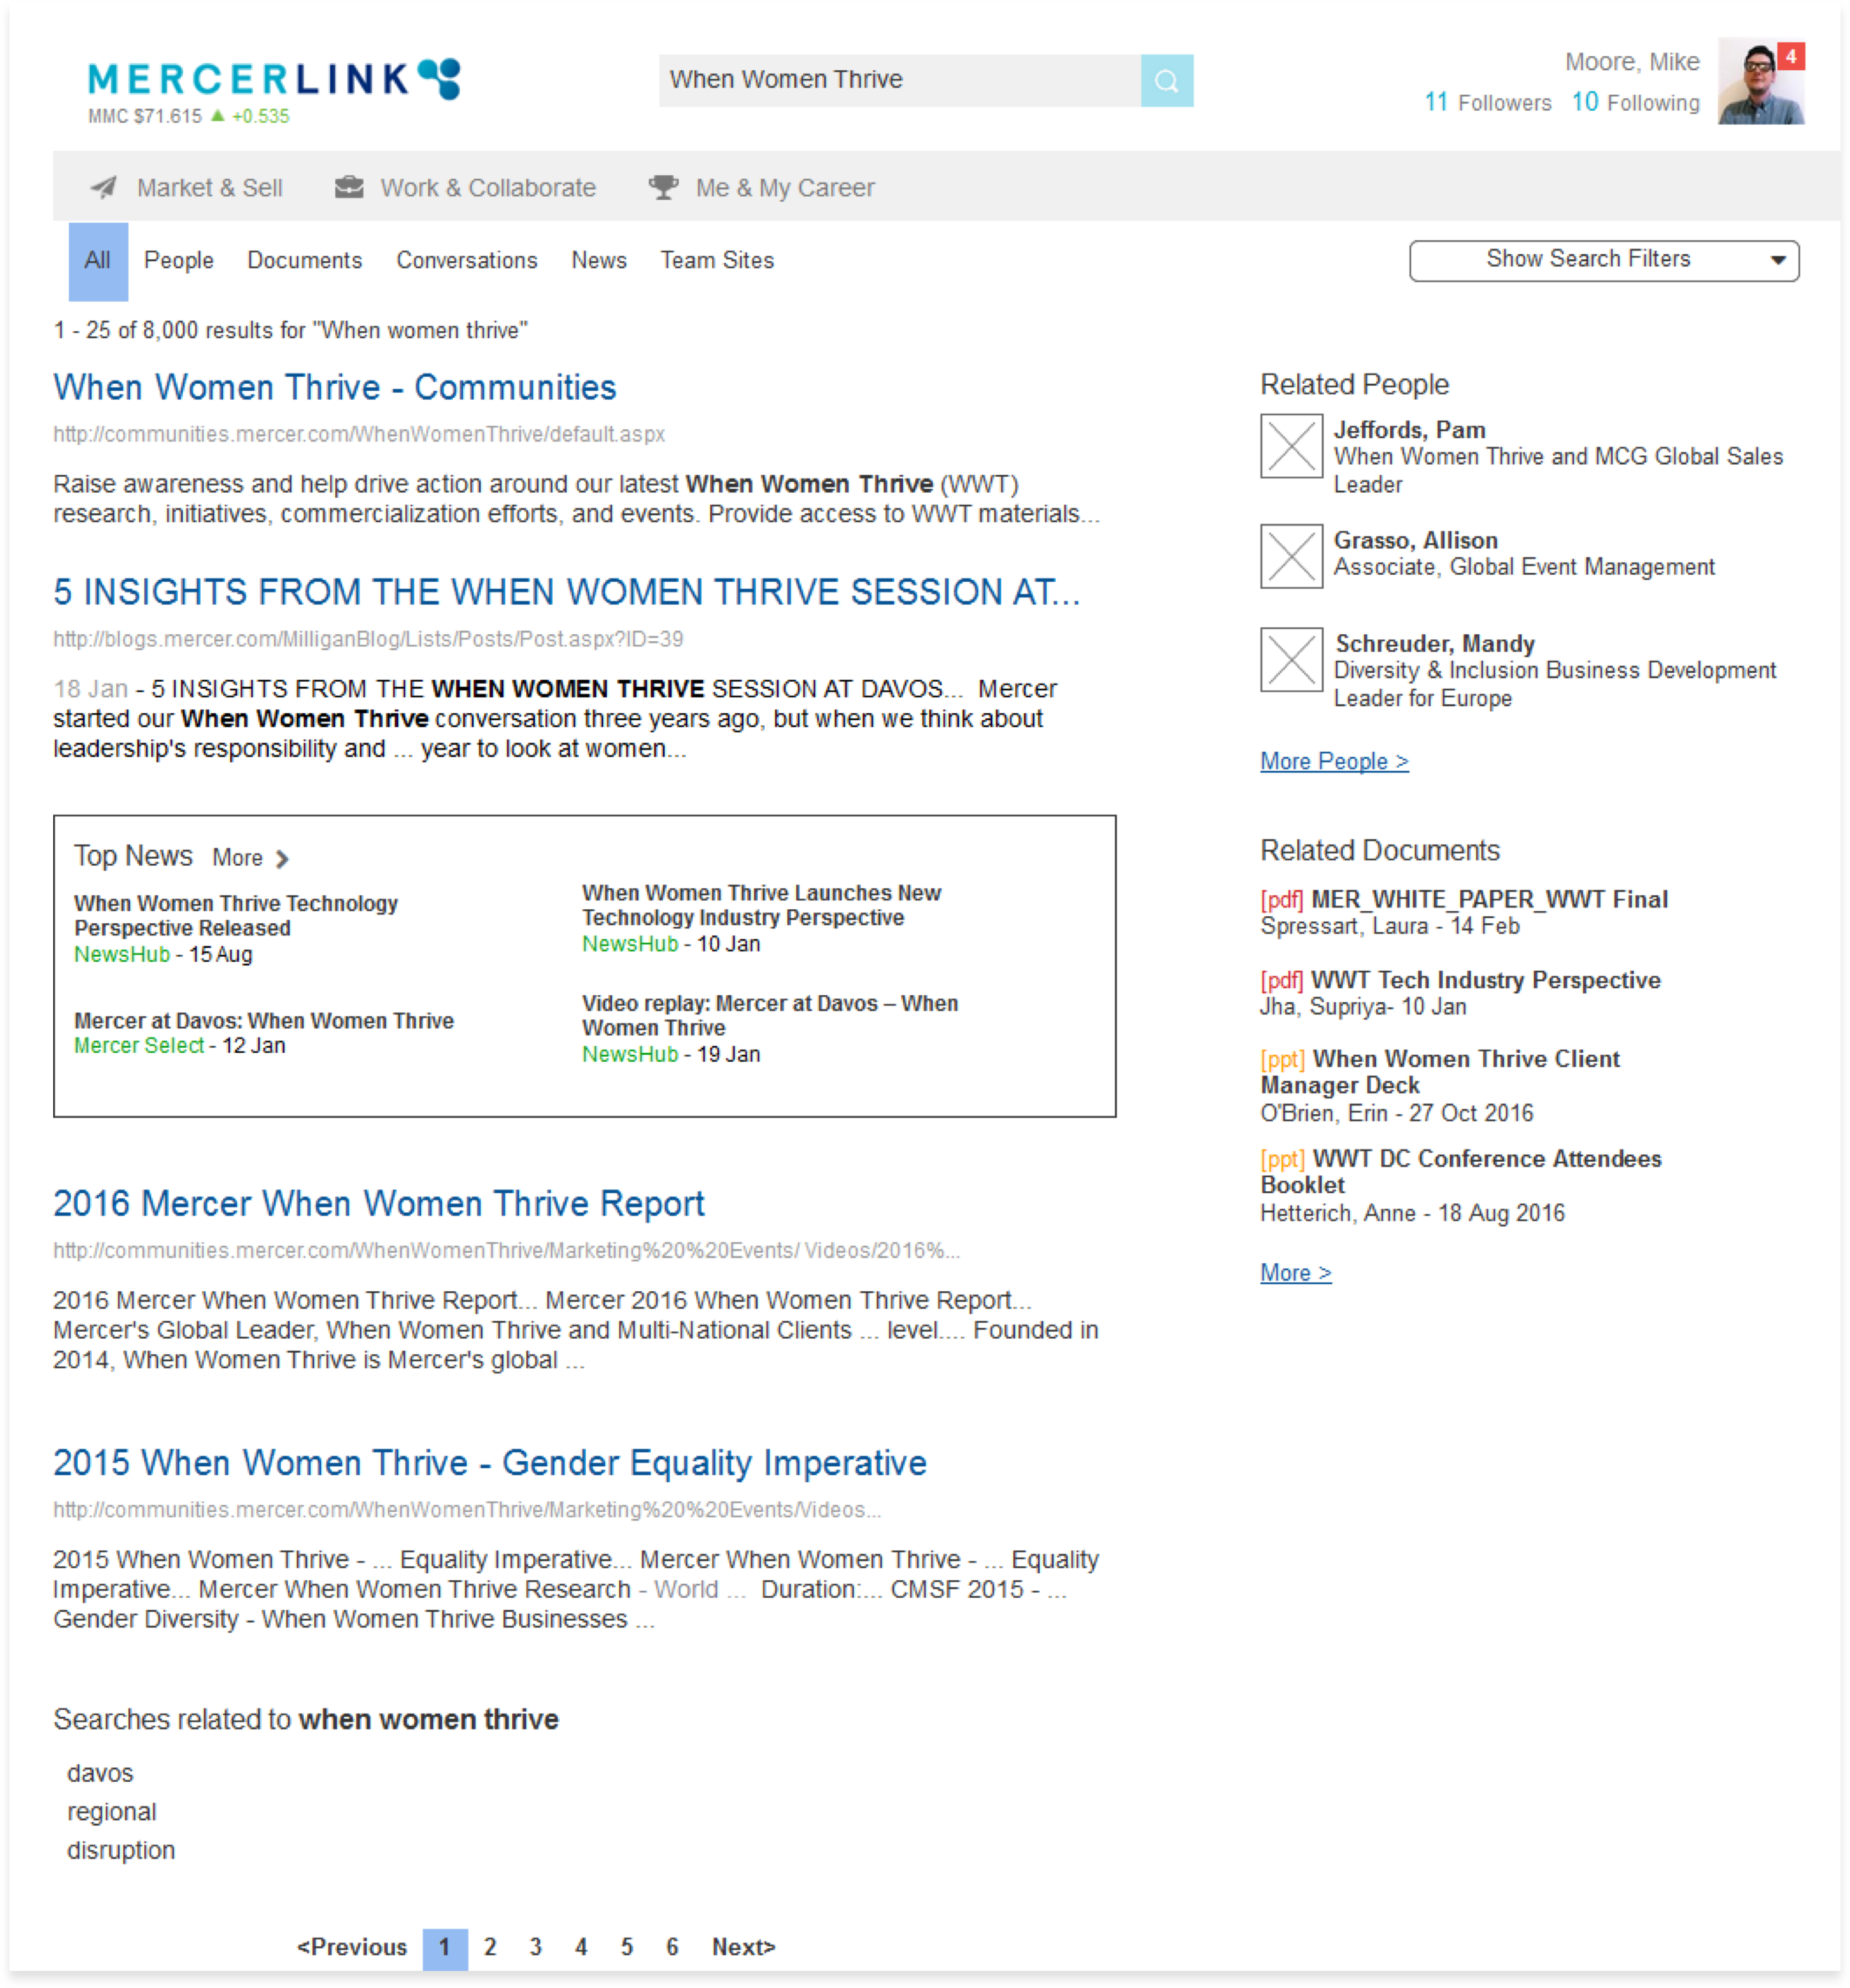 MERCERLINK
MMC $71.615 ▲ +0.535
When Women Thrive
Moore, Mike
4
11 Followers 10 Following
Market & Sell Work & Collaborate Me & My Career
All People Documents Conversations News Team Sites
Show Search Filters
1 - 25 of 8,000 results for "When women thrive"
When Women Thrive - Communities
http://communities.mercer.com/WhenWomenThrive/default.aspx
Raise awareness and help drive action around our latest When Women Thrive (WWT)
research, initiatives, commercialization efforts, and events. Provide access to WWT materials...
5 INSIGHTS FROM THE WHEN WOMEN THRIVE SESSION AT...
http://blogs.mercer.com/MilliganBlog/Lists/Posts/Post.aspx?ID=39
18 Jan - 5 INSIGHTS FROM THE WHEN WOMEN THRIVE SESSION AT DAVOS... Mercer
started our When Women Thrive conversation three years ago, but when we think about
leadership's responsibility and ... year to look at women...
Top News More >
When Women Thrive Technology
Perspective Released
NewsHub - 15 Aug
When Women Thrive Launches New
Technology Industry Perspective
NewsHub - 10 Jan
Mercer at Davos: When Women Thrive
Mercer Select - 12 Jan
Video replay: Mercer at Davos – When
Women Thrive
NewsHub - 19 Jan
2016 Mercer When Women Thrive Report
http://communities.mercer.com/WhenWomenThrive/Marketing%20%20Events/ Videos/2016%...
2016 Mercer When Women Thrive Report... Mercer 2016 When Women Thrive Report...
Mercer's Global Leader, When Women Thrive and Multi-National Clients ... level.... Founded in
2014, When Women Thrive is Mercer's global ...
2015 When Women Thrive - Gender Equality Imperative
http://communities.mercer.com/WhenWomenThrive/Marketing%20%20Events/Videos...
2015 When Women Thrive - ... Equality Imperative... Mercer When Women Thrive - ... Equality
Imperative... Mercer When Women Thrive Research - World ... Duration:... CMSF 2015 - ...
Gender Diversity - When Women Thrive Businesses ...
Searches related to when women thrive
davos
regional
disruption
<Previous 1 2 3 4 5 6 Next>
Related People
Jeffords, Pam
When Women Thrive and MCG Global Sales
Leader
Grasso, Allison
Associate, Global Event Management
Schreuder, Mandy
Diversity & Inclusion Business Development
Leader for Europe
More People >
Related Documents
[pdf] MER_WHITE_PAPER_WWT Final
Spressart, Laura - 14 Feb
[pdf] WWT Tech Industry Perspective
Jha, Supriya- 10 Jan
[ppt] When Women Thrive Client
Manager Deck
O'Brien, Erin - 27 Oct 2016
[ppt] WWT DC Conference Attendees
Booklet
Hetterich, Anne - 18 Aug 2016
More >